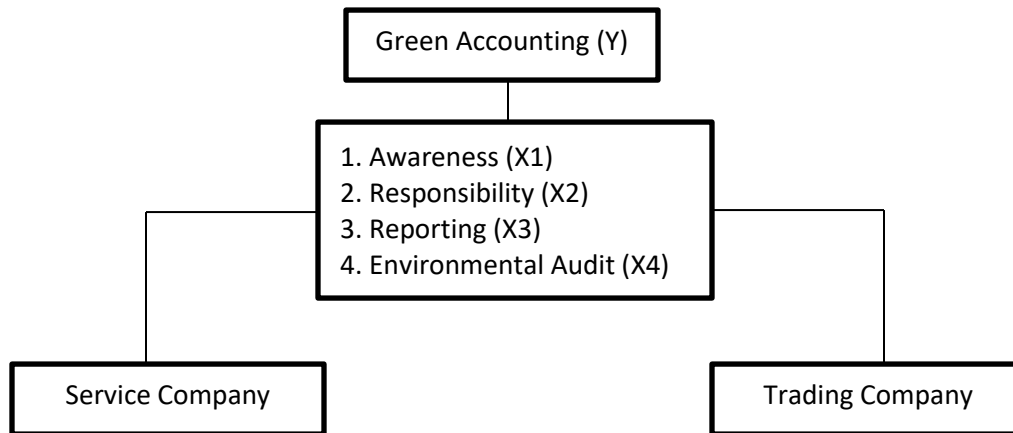 Green Accounting (Y)
1. Awareness (X1)
2. Responsibility (X2)
3. Reporting (X3)
4. Environmental Audit (X4)
Service Company
Trading Company